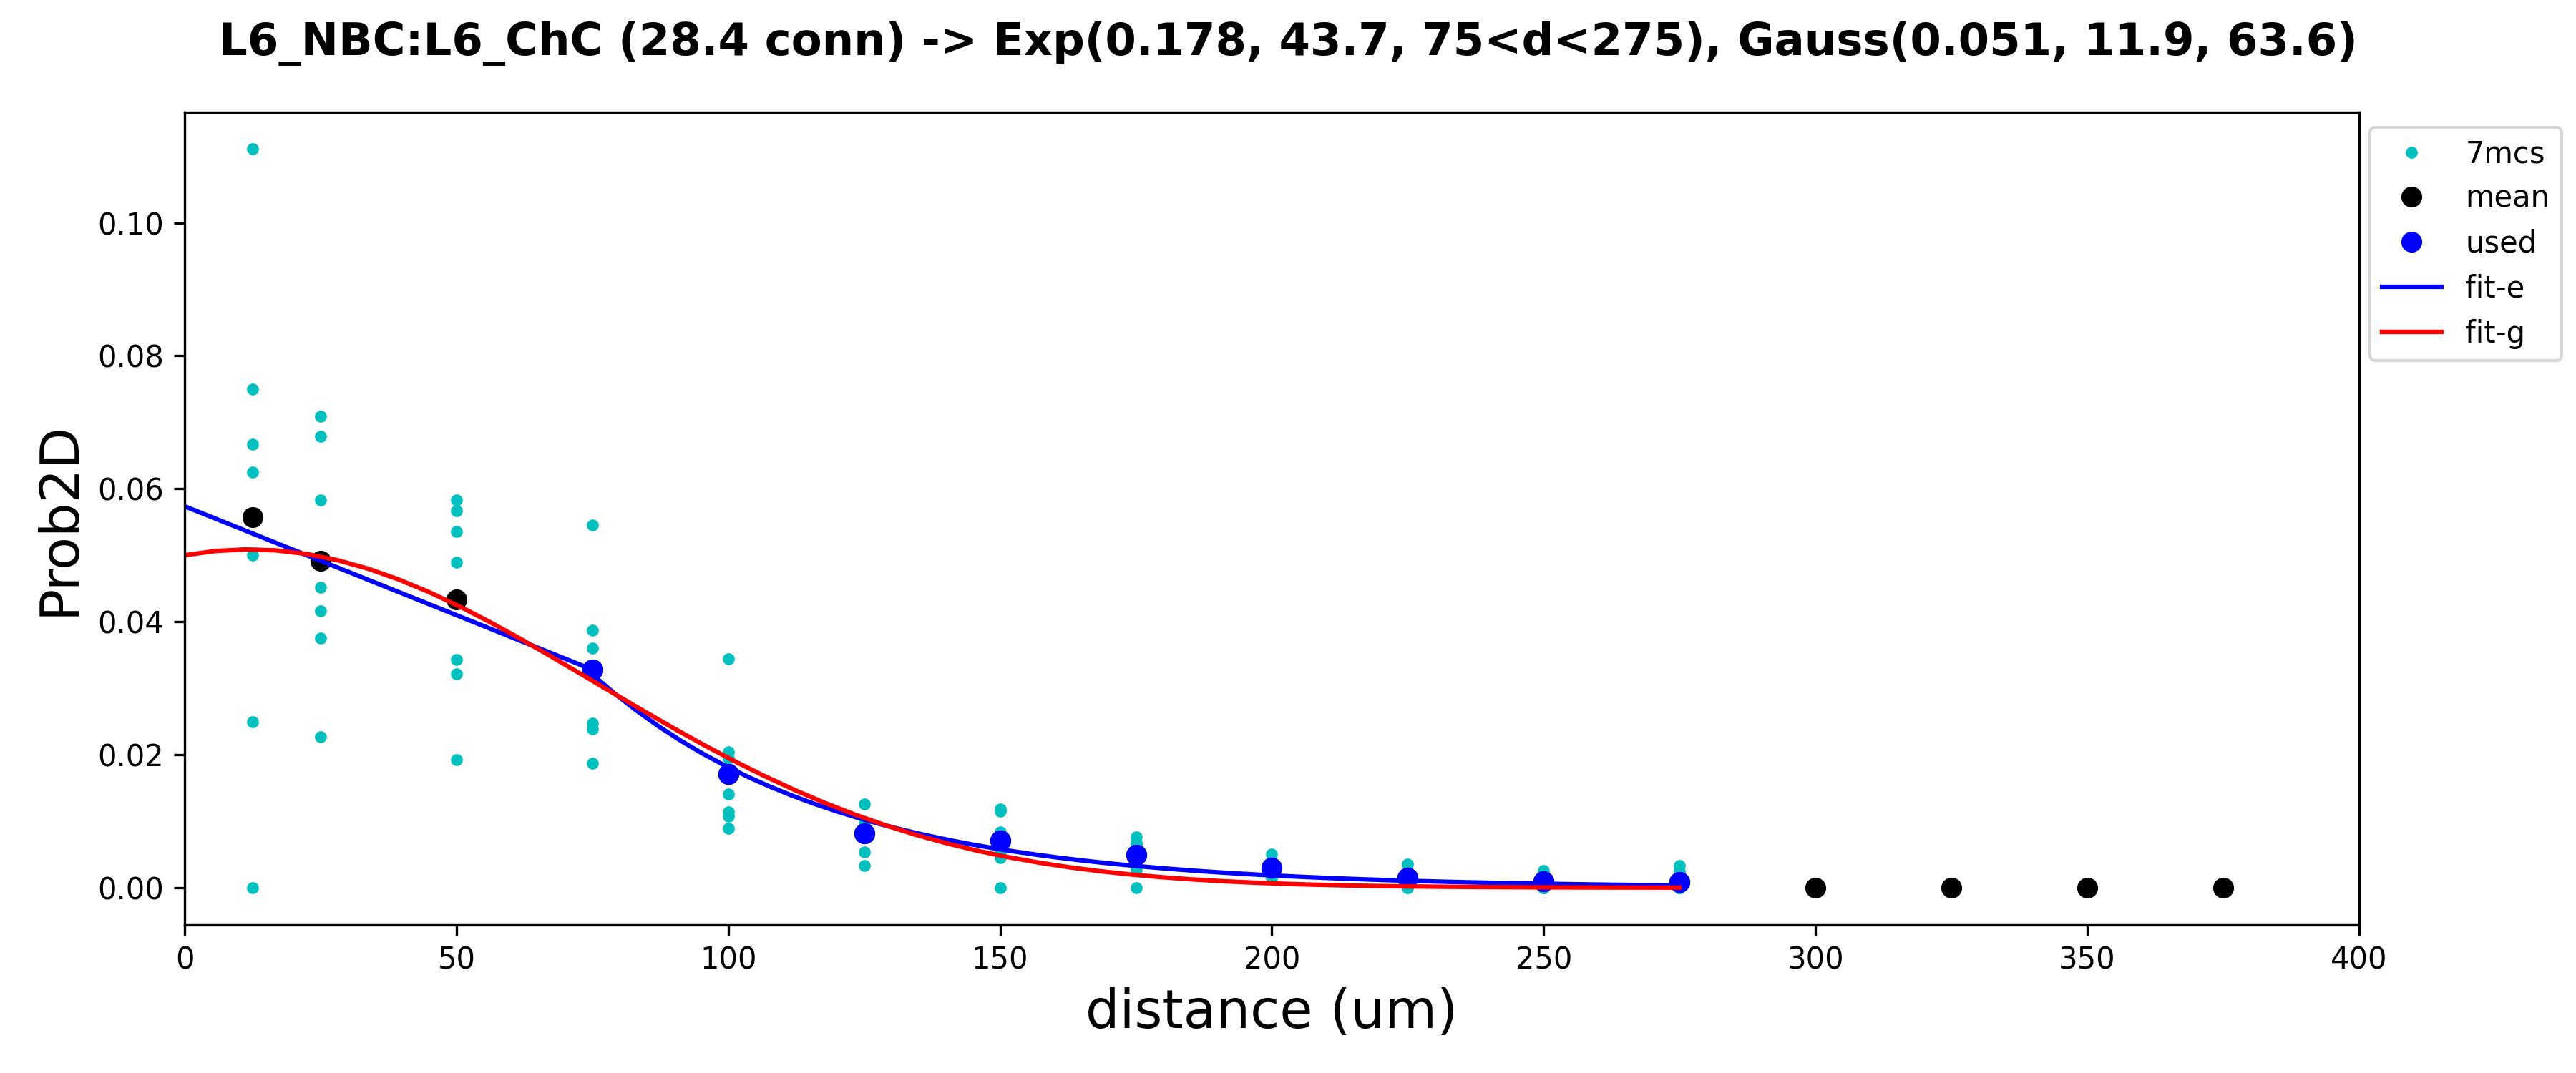 L6_NBC:L6_ChC (28.4 conn) -> Exp(0.178, 43.7, 75<d<275), Gauss(0.051, 11.9, 63.6)
7mcs
mean
used
fit-e
fit-g
Prob2D
0.10
0.08
0.06
0.04
0.02
0.00
0 50 100 150 200 250 300 350 400
distance (um)